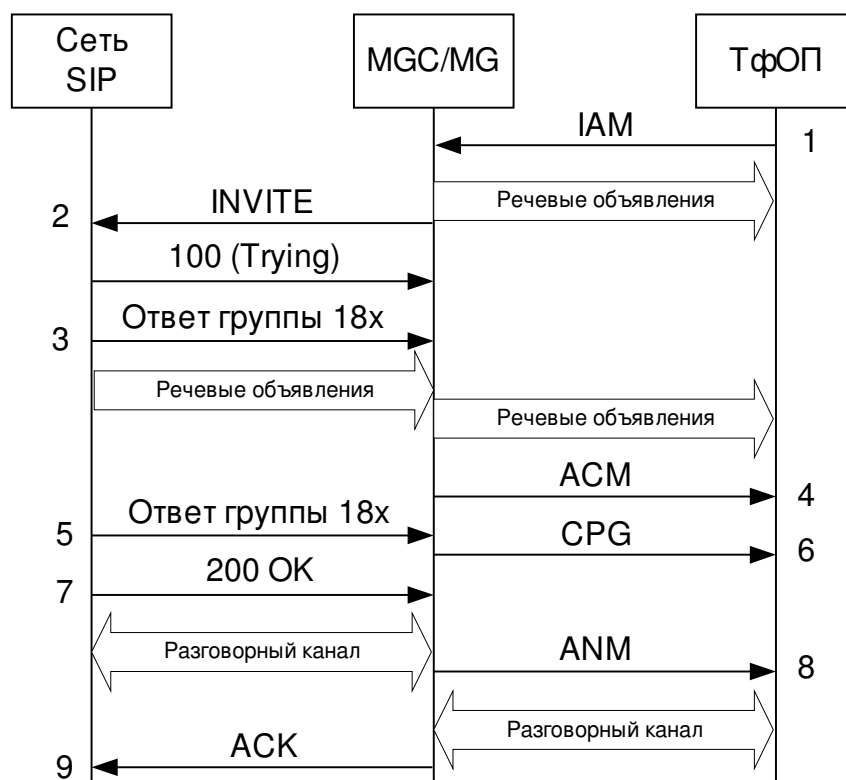 Сеть
SIP
MGC/MG
ТфОП
IAM
1
Речевые объявления
2
INVITE
100 (Trying)
Ответ группы 18x
3
Речевые объявления
Речевые объявления
ACM
4
Ответ группы 18x
5
CPG
6
200 OK
7
Разговорный канал
ANM
8
Разговорный канал
ACK
9